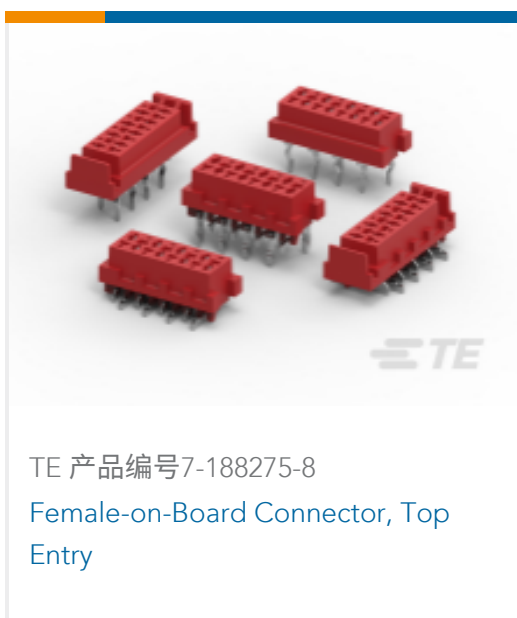 TE
TE 产品编号7-188275-8
Female-on-Board Connector, Top
Entry